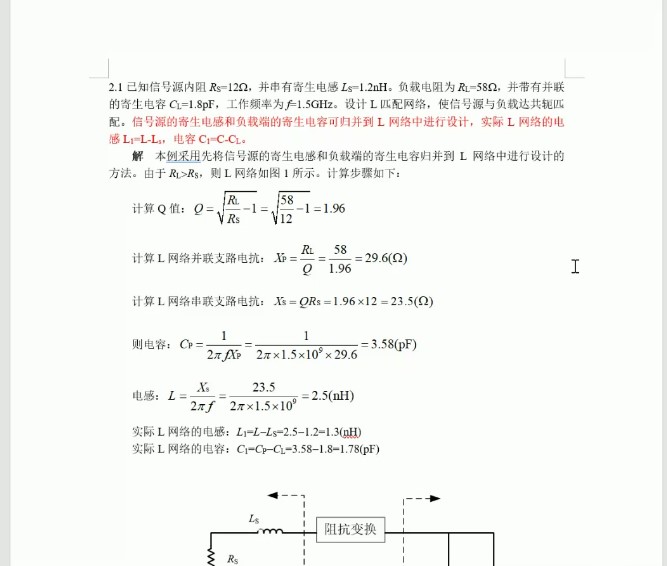 2.1 已知信号源内阻 Rs=12Ω，并串有寄生电感 Ls=1.2nH。负载电阻为 RL=58Ω，并带有并联
的寄生电容 CL=1.8pF，工作频率为 f=1.5GHz。设计 L 匹配网络，使信号源与负载达共轭匹
配。信号源的寄生电感和负载端的寄生电容可归并到 L 网络中进行设计，实际 L 网络的电
感 L1=L-Ls，电容 C1=C-CL。
解 本例采用先将信号源的寄生电感和负载端的寄生电容归并到 L 网络中进行设计的
方法。由于 RL>Rs，则 L 网络如图 1 所示。计算步骤如下：
计算 Q 值：Q = √(RL/Rs − 1) = √(58/12 − 1) = 1.96
计算 L 网络并联支路电抗：XP = RL/Q = 58/1.96 = 29.6(Ω)
计算 L 网络串联支路电抗：Xs = QRs = 1.96×12 = 23.5(Ω)
则电容：CP = 1/(2π fXP) = 1/(2π×1.5×10⁹×29.6) = 3.58(pF)
电感：L = Xs/(2π f) = 23.5/(2π×1.5×10⁹) = 2.5(nH)
实际 L 网络的电感：L1=L−Ls=2.5−1.2=1.3(nH)
实际 L 网络的电容：C1=CP−CL=3.58−1.8=1.78(pF)
Ls
阻抗变换
Rs